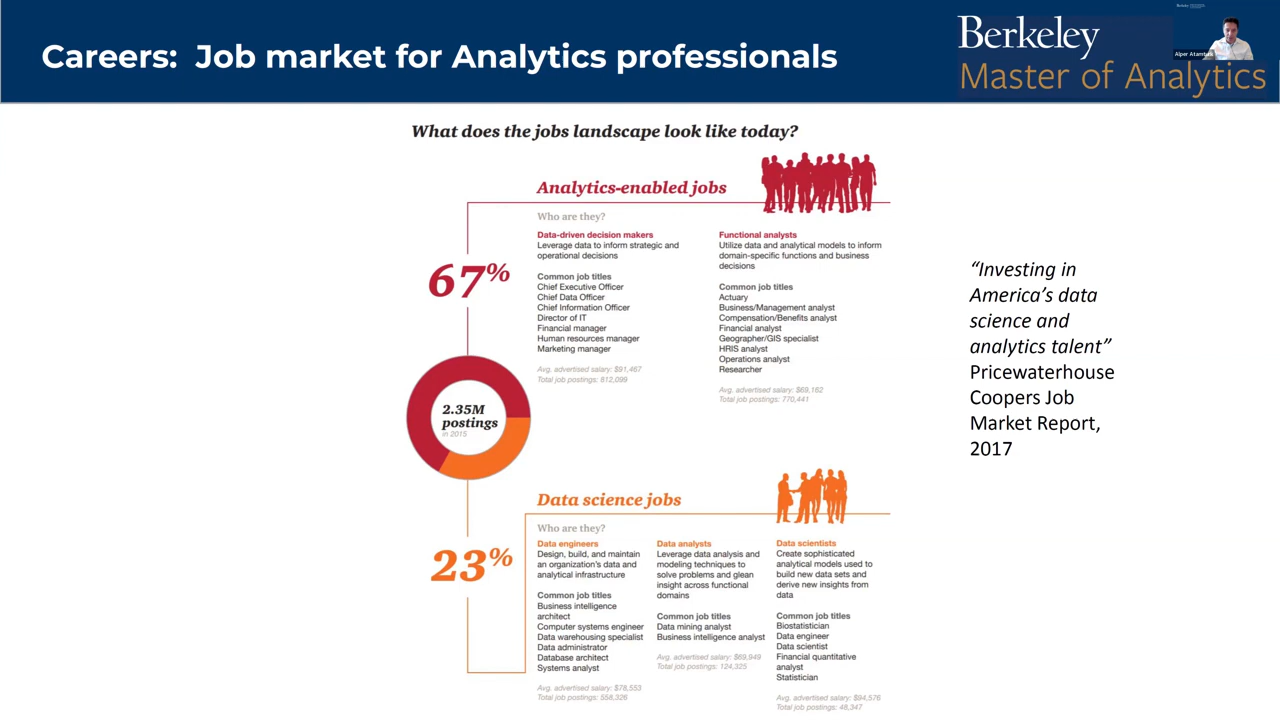 Careers: Job market for Analytics professionals
Berkeley
Master of Analytics
What does the jobs landscape look like today?
Analytics-enabled jobs
Who are they?
Data-driven decision makers
Leverage data to inform strategic and
operational decisions
Common job titles
Chief Executive Officer
Chief Data Officer
Chief Information Officer
Director of IT
Financial manager
Human resources manager
Marketing manager
Avg. advertised salary: $91,467
Total job postings: 812,099
Functional analysts
Utilize data and analytical models to inform
domain-specific functions and business
decisions
Common job titles
Actuary
Business/Management analyst
Compensation/Benefits analyst
Financial analyst
Geographer/GIS specialist
HRIS analyst
Operations analyst
Researcher
Avg. advertised salary: $69,162
Total job postings: 770,441
67%
2.35M
postings
in 2015
23%
Data science jobs
Who are they?
Data engineers
Design, build, and maintain
an organization's data and
analytical infrastructure
Common job titles
Business intelligence
architect
Computer systems engineer
Data warehousing specialist
Data administrator
Database architect
Systems analyst
Avg. advertised salary: $78,553
Total job postings: 558,326
Data analysts
Leverage data analysis and
modeling techniques to
solve problems and glean
insight across functional
domains
Common job titles
Data mining analyst
Business intelligence analyst
Avg. advertised salary: $69,949
Total job postings: 124,325
Data scientists
Create sophisticated
analytical models used to
build new data sets and
derive new insights from
data
Common job titles
Biostatistician
Data engineer
Data scientist
Financial quantitative
analyst
Statistician
Avg. advertised salary: $94,576
Total job postings: 48,347
“Investing in
America’s data
science and
analytics talent”
Pricewaterhouse
Coopers Job
Market Report,
2017
Alper